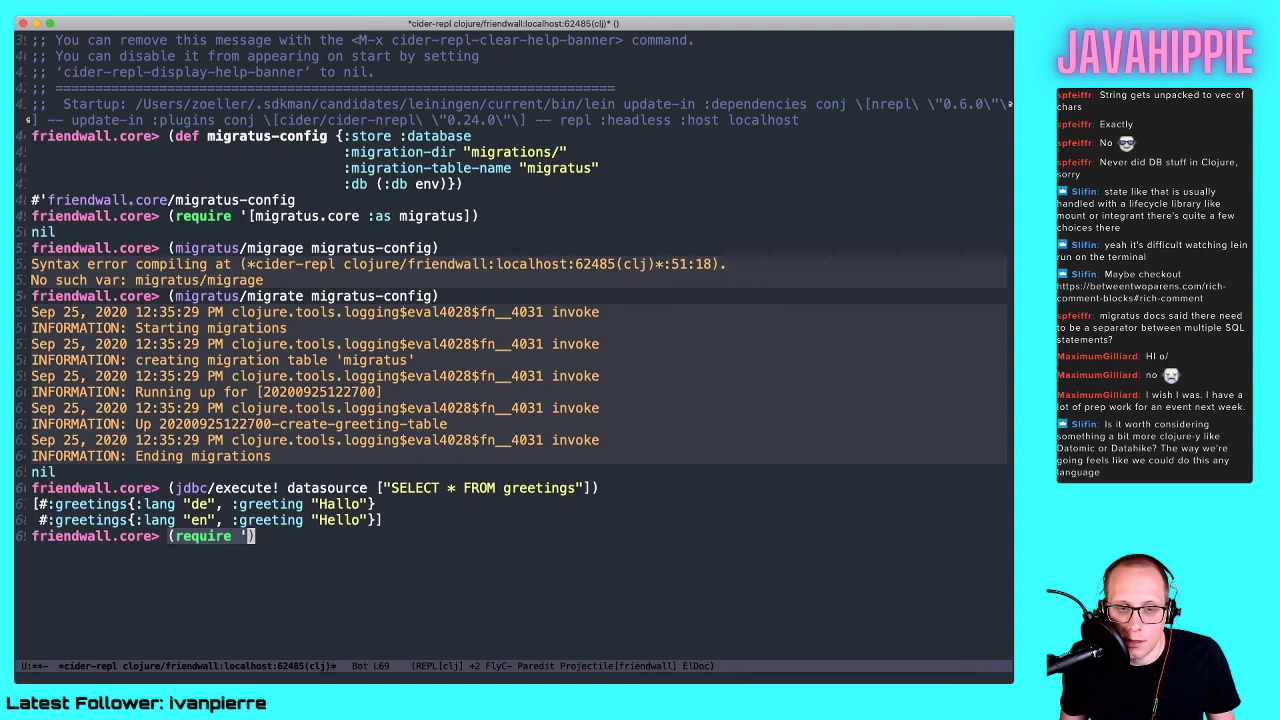 *cider-repl clojure/friendwall:localhost:62485(clj)* ()
;; You can remove this message with the <M-x cider-repl-clear-help-banner> command.
;; You can disable it from appearing on start by setting
;; ‘cider-repl-display-help-banner’ to nil.
;; ======================================================================
;;  Startup: /Users/zoeller/.sdkman/candidates/leiningen/current/bin/lein update-in :dependencies conj \[nrepl\ \"0.6.0\"\
] -- update-in :plugins conj \[cider/cider-nrepl\ \"0.24.0\"\] -- repl :headless :host localhost
friendwall.core> (def migratus-config {:store :database
:migration-dir "migrations/"
:migration-table-name "migratus"
:db (:db env)})
#'friendwall.core/migratus-config
friendwall.core> (require '[migratus.core :as migratus])
nil
friendwall.core> (migratus/migrage migratus-config)
Syntax error compiling at (*cider-repl clojure/friendwall:localhost:62485(clj)*:51:18).
No such var: migratus/migrage
friendwall.core> (migratus/migrate migratus-config)
Sep 25, 2020 12:35:29 PM clojure.tools.logging$eval4028$fn__4031 invoke
INFORMATION: Starting migrations
Sep 25, 2020 12:35:29 PM clojure.tools.logging$eval4028$fn__4031 invoke
INFORMATION: creating migration table 'migratus'
Sep 25, 2020 12:35:29 PM clojure.tools.logging$eval4028$fn__4031 invoke
INFORMATION: Running up for [20200925122700]
Sep 25, 2020 12:35:29 PM clojure.tools.logging$eval4028$fn__4031 invoke
INFORMATION: Up 20200925122700-create-greeting-table
Sep 25, 2020 12:35:29 PM clojure.tools.logging$eval4028$fn__4031 invoke
INFORMATION: Ending migrations
nil
friendwall.core> (jdbc/execute! datasource ["SELECT * FROM greetings"])
[#:greetings{:lang "de", :greeting "Hallo"}
#:greetings{:lang "en", :greeting "Hello"}]
friendwall.core> (require ')
U:**-  *cider-repl clojure/friendwall:localhost:62485(clj)*   Bot L69    (REPL[clj] +2 FlyC- Paredit Projectile[friendwall] ElDoc)
JAVAHIPPIE
spfeiffr: String gets unpacked to vec of
chars
spfeiffr: Exactly
spfeiffr: No
spfeiffr: Never did DB stuff in Clojure,
sorry
Slifin: state like that is usually
handled with a lifecycle library like
mount or integrant there's quite a few
choices there
Slifin: yeah it's difficult watching lein
run on the terminal
Slifin: Maybe checkout
https://betweentwoparens.com/rich-
comment-blocks#rich-comment
spfeiffr: migratus docs said there need
to be a separator between multiple SQL
statements?
MaximumGilliard: HI o/
MaximumGilliard: no
MaximumGilliard: I wish I was. I have a
lot of prep work for an event next week.
Slifin: Is it worth considering
something a bit more clojure-y like
Datomic or Datahike? The way we're
going feels like we could do this any
language
Latest Follower: ivanpierre